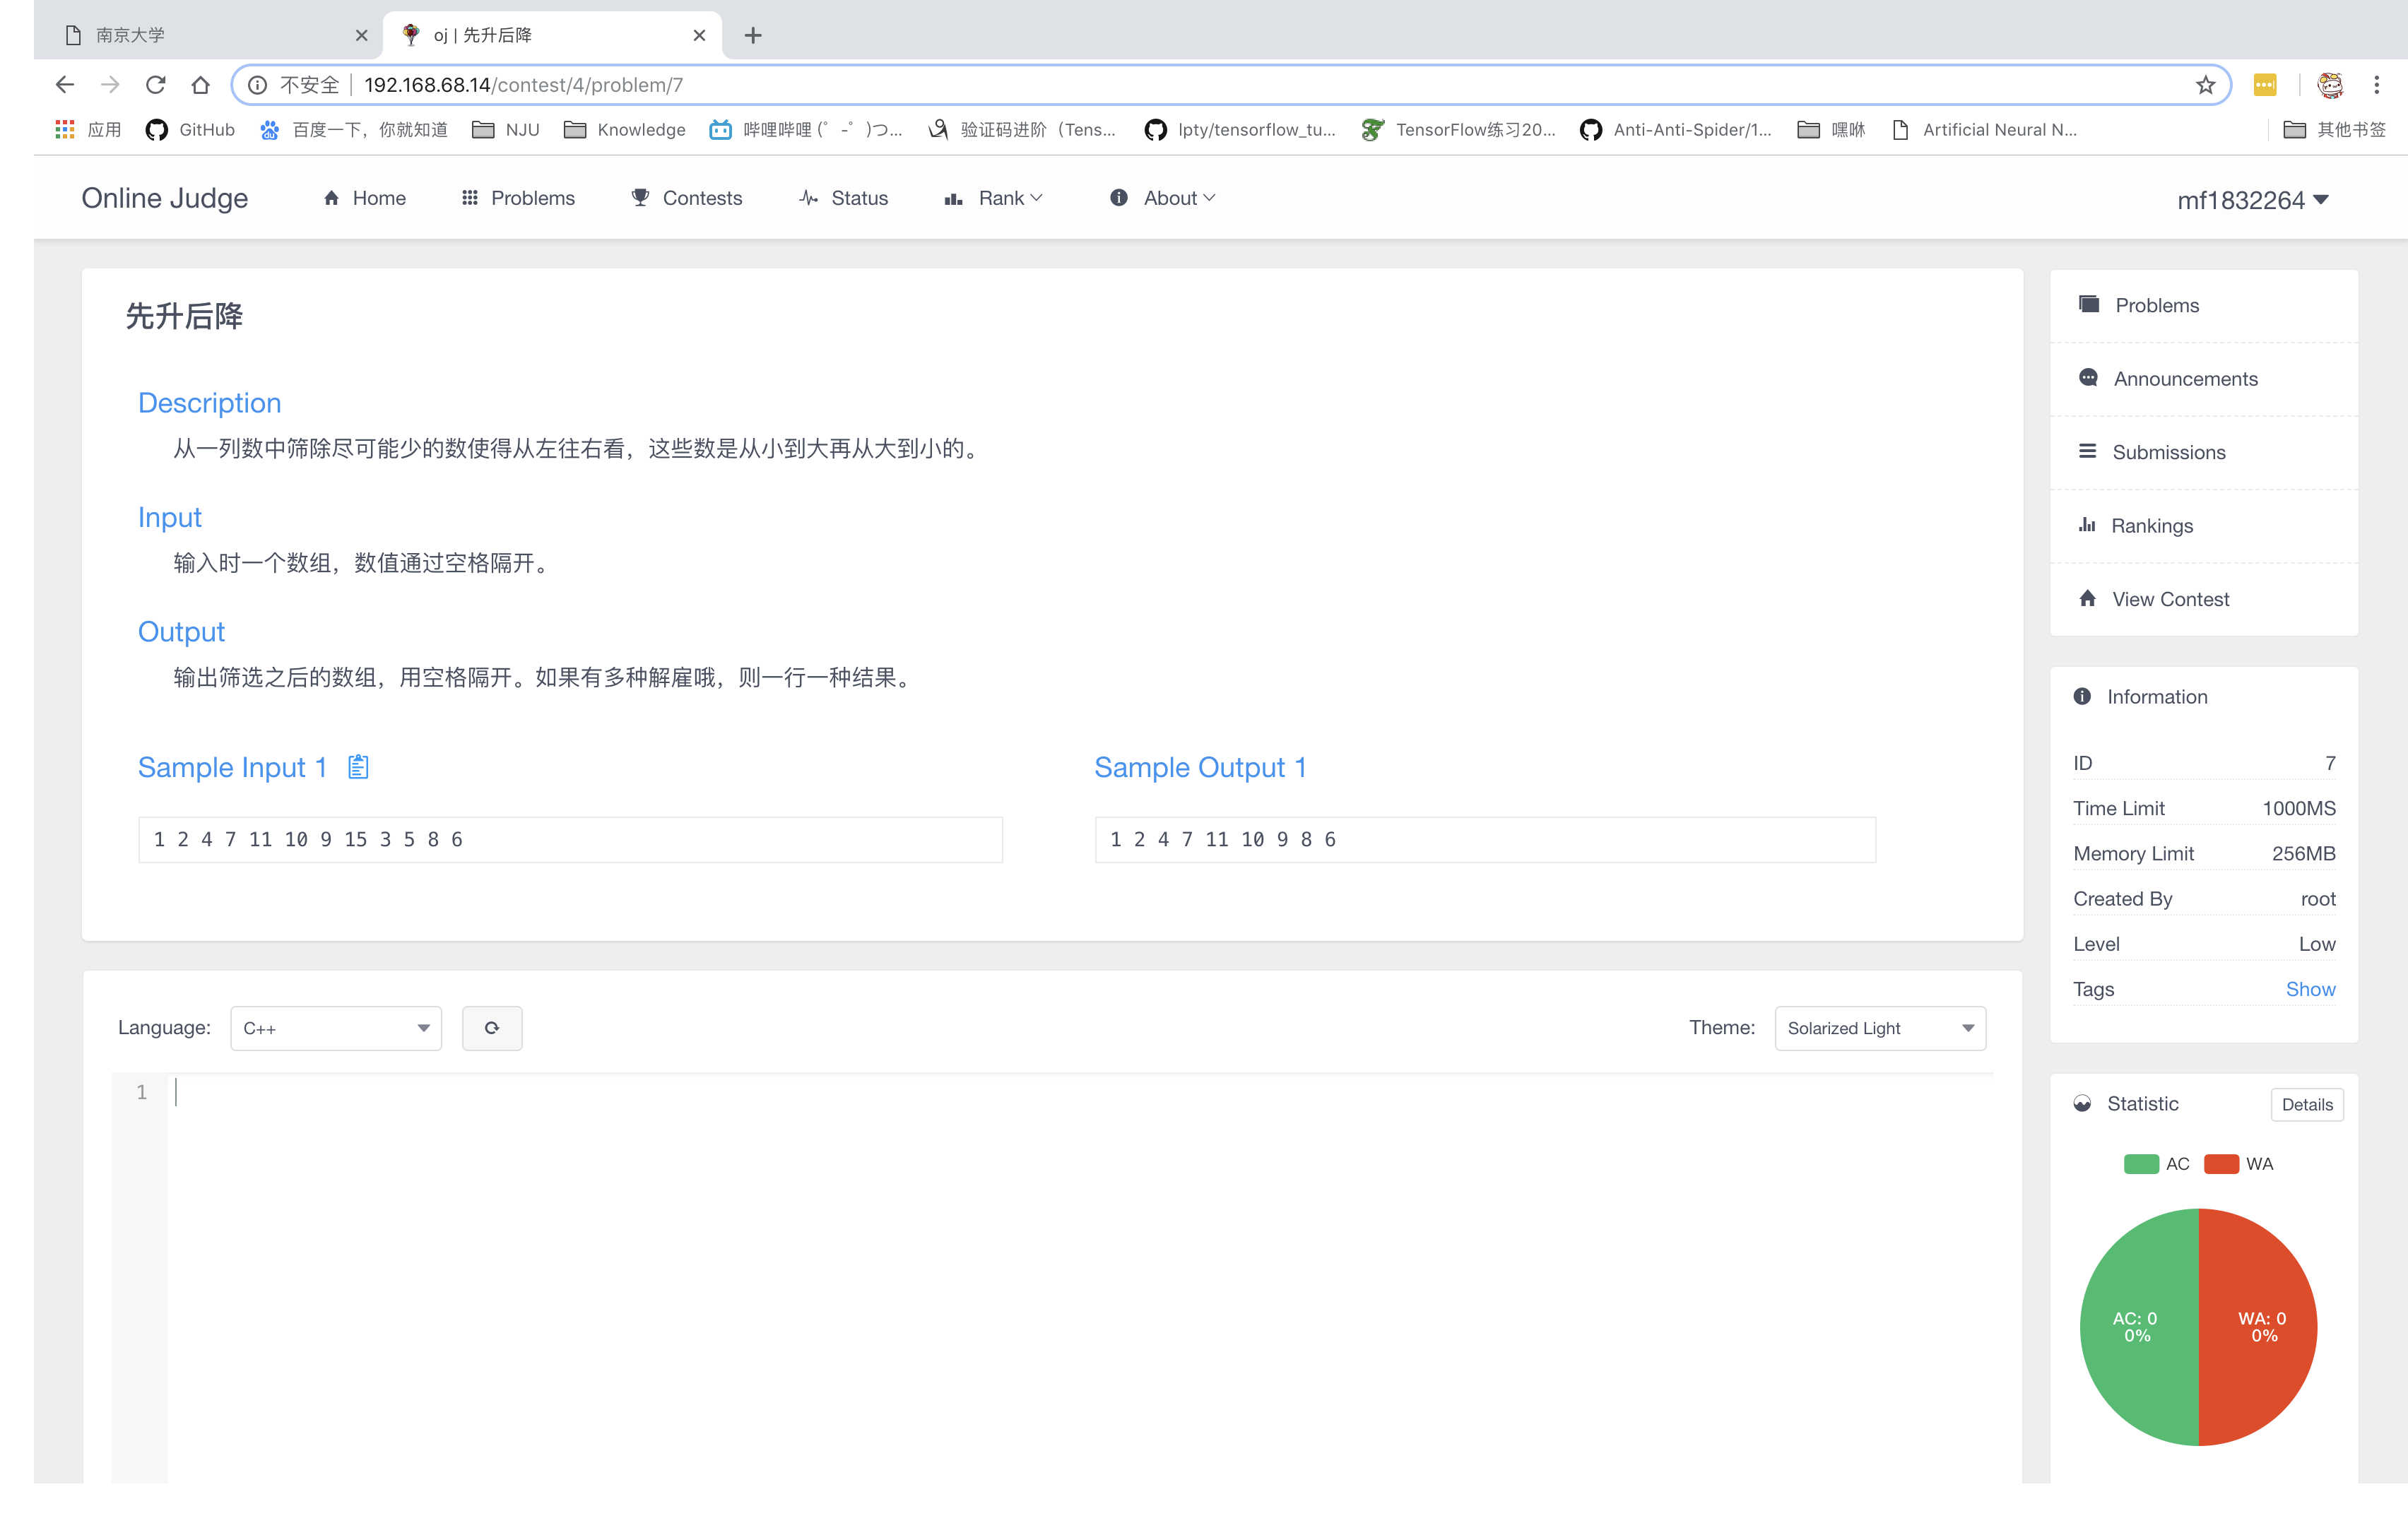 南京大学
oj | 先升后降
不安全 192.168.68.14/contest/4/problem/7
应用 GitHub 百度一下，你就知道 NJU Knowledge 哔哩哔哩 (゜-゜)つ... 验证码进阶（Tens... lpty/tensorflow_tu... TensorFlow练习20... Anti-Anti-Spider/1... 嘿咻 Artificial Neural N... 其他书签
Online Judge Home Problems Contests Status Rank About mf1832264
先升后降
Description
从一列数中筛除尽可能少的数使得从左往右看，这些数是从小到大再从大到小的。
Input
输入时一个数组，数值通过空格隔开。
Output
输出筛选之后的数组，用空格隔开。如果有多种解雇哦，则一行一种结果。
Sample Input 1
1 2 4 7 11 10 9 15 3 5 8 6
Sample Output 1
1 2 4 7 11 10 9 8 6
Language: C++
Theme: Solarized Light
1
Problems
Announcements
Submissions
Rankings
View Contest
Information
ID 7
Time Limit 1000MS
Memory Limit 256MB
Created By root
Level Low
Tags Show
Statistic Details
AC WA
AC: 0
0%
WA: 0
0%